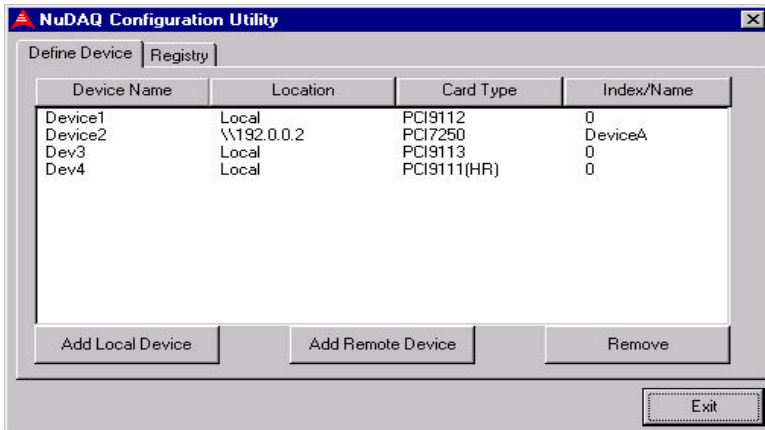 NuDAQ Configuration Utility
Define Device Registry
Device Name Location Card Type Index/Name
Device1 Local PCI9112 0
Device2 \\192.0.0.2 PCI7250 DeviceA
Dev3 Local PCI9113 0
Dev4 Local PCI9111(HR) 0
Add Local Device Add Remote Device Remove
Exit